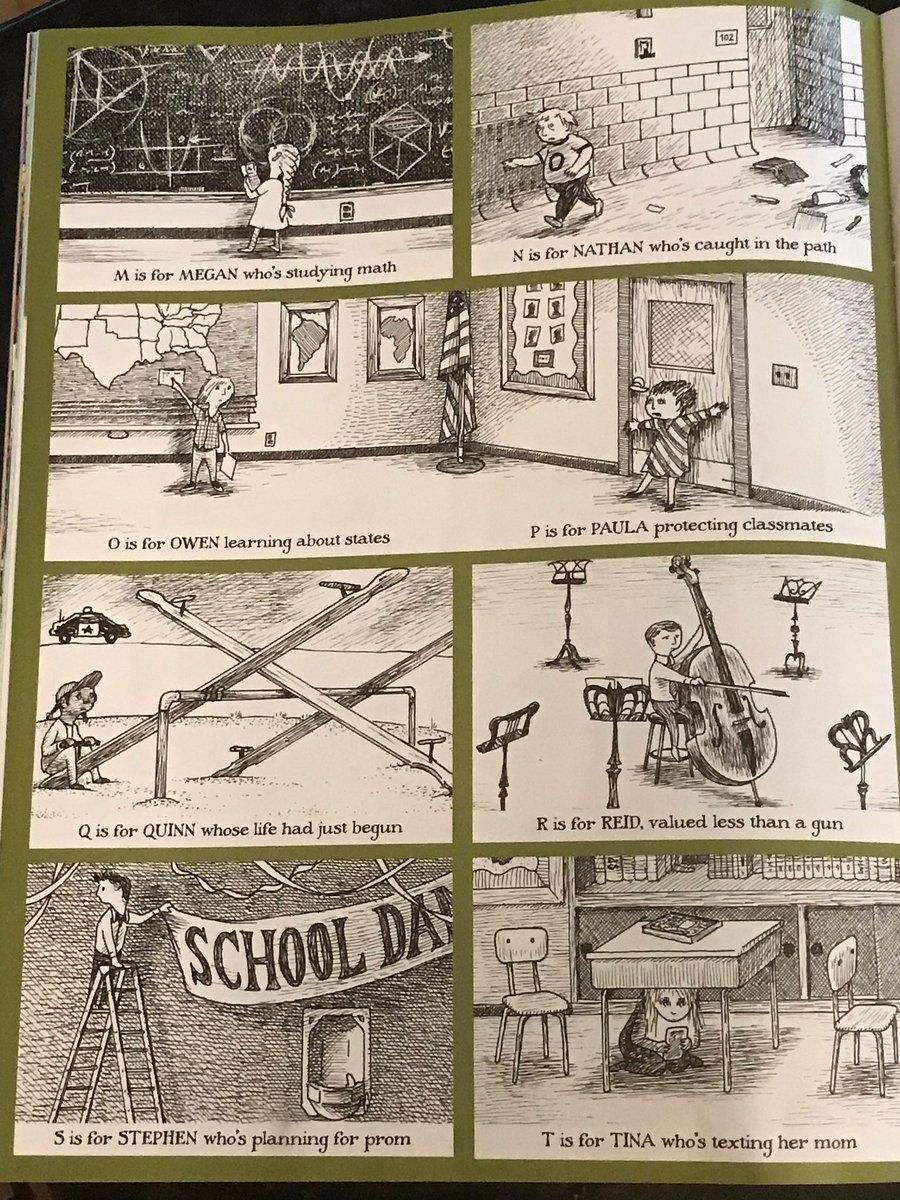 102
O
M is for MEGAN who's studying math
N is for NATHAN who's caught in the path
O is for OWEN learning about states
P is for PAULA protecting classmates
Q is for QUINN whose life had just begun
R is for REID, valued less than a gun
SCHOOL DAN
S is for STEPHEN who's planning for prom
T is for TINA who's texting her mom